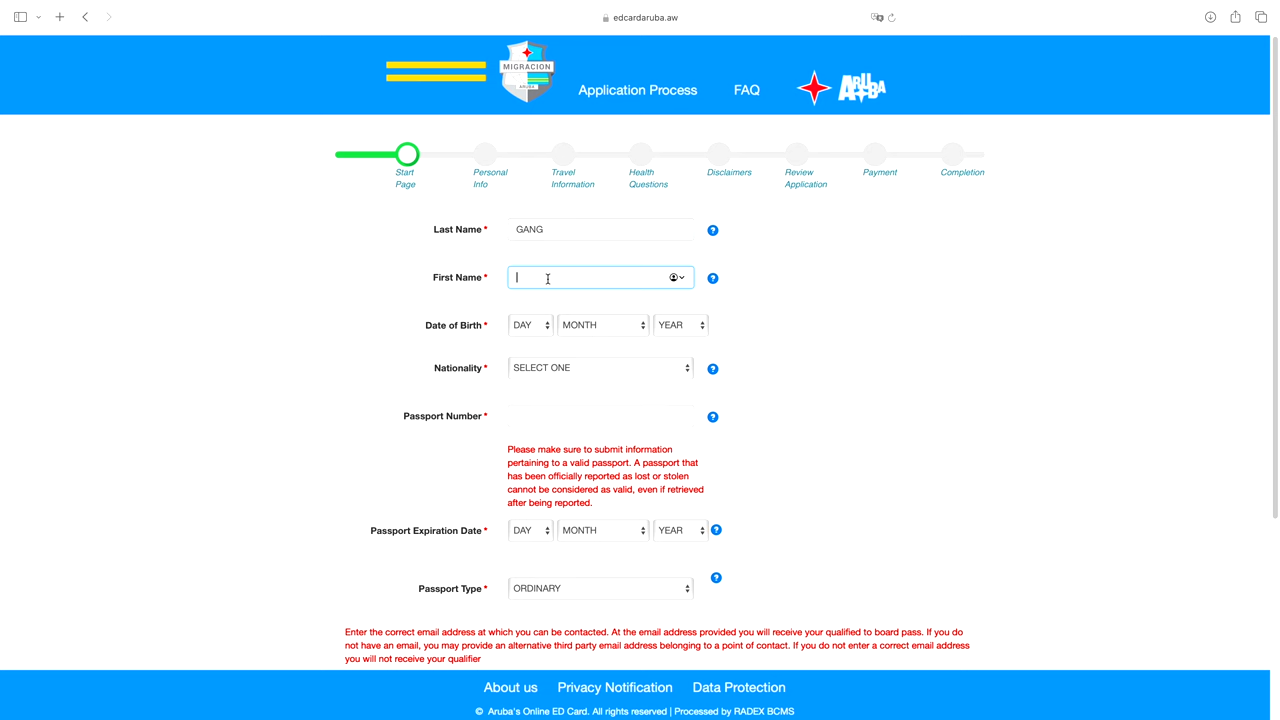 edcardaruba.aw
MIGRACION
ARUBA
Application Process
FAQ
ARUBA
Start
Page
Personal
Info
Travel
Information
Health
Questions
Disclaimers
Review
Application
Payment
Completion
Last Name *
GANG
First Name *
Date of Birth *
DAY
MONTH
YEAR
Nationality *
SELECT ONE
Passport Number *
Please make sure to submit information
pertaining to a valid passport. A passport that
has been officially reported as lost or stolen
cannot be considered as valid, even if retrieved
after being reported.
Passport Expiration Date *
DAY
MONTH
YEAR
Passport Type *
ORDINARY
Enter the correct email address at which you can be contacted. At the email address provided you will receive your qualified to board pass. If you do
not have an email, you may provide an alternative third party email address belonging to a point of contact. If you do not enter a correct email address
you will not receive your qualifier
About us
Privacy Notification
Data Protection
© Aruba's Online ED Card. All rights reserved | Processed by RADEX BCMS